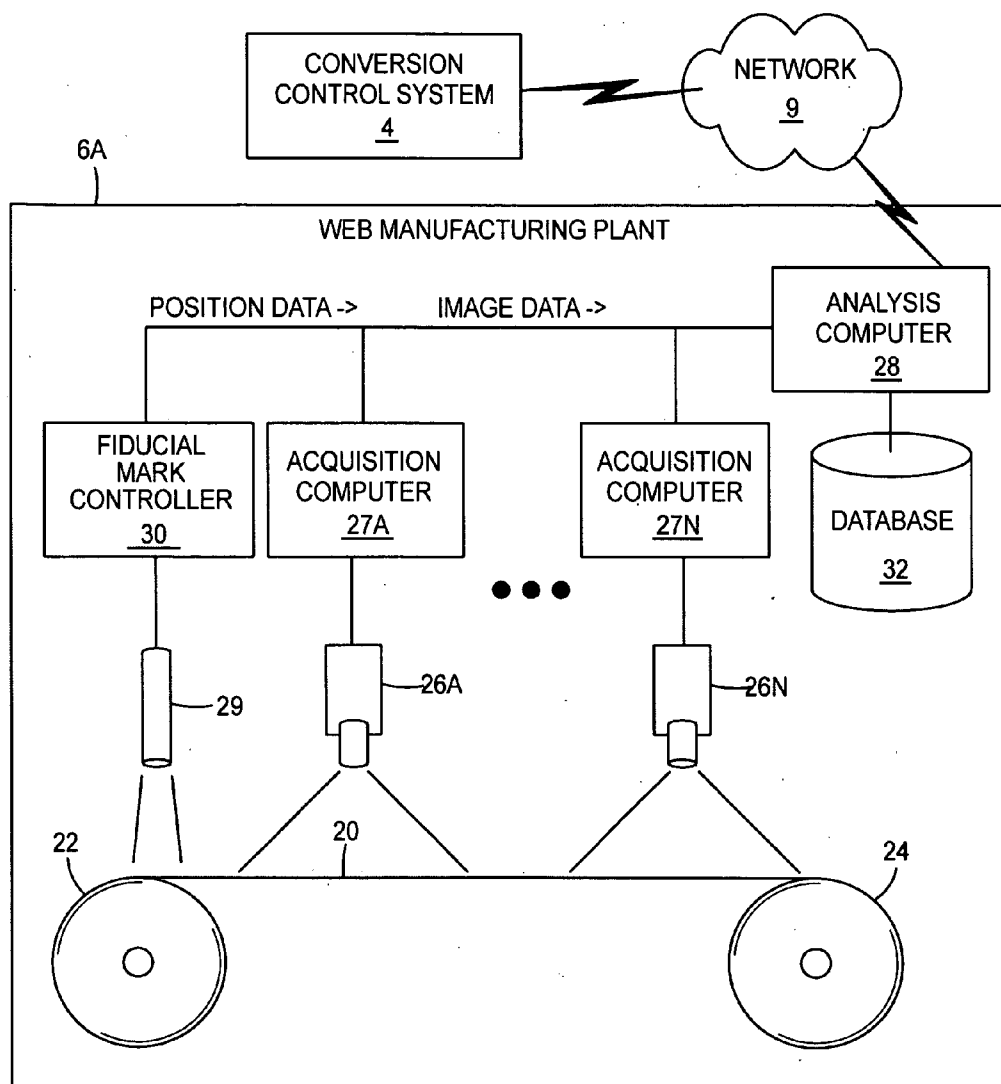 CONVERSION
CONTROL SYSTEM
4
NETWORK
9
6A
WEB MANUFACTURING PLANT
POSITION DATA ->
IMAGE DATA ->
ANALYSIS
COMPUTER
28
FIDUCIAL
MARK
CONTROLLER
30
ACQUISITION
COMPUTER
27A
ACQUISITION
COMPUTER
27N
DATABASE
32
29
26A
26N
22
20
24